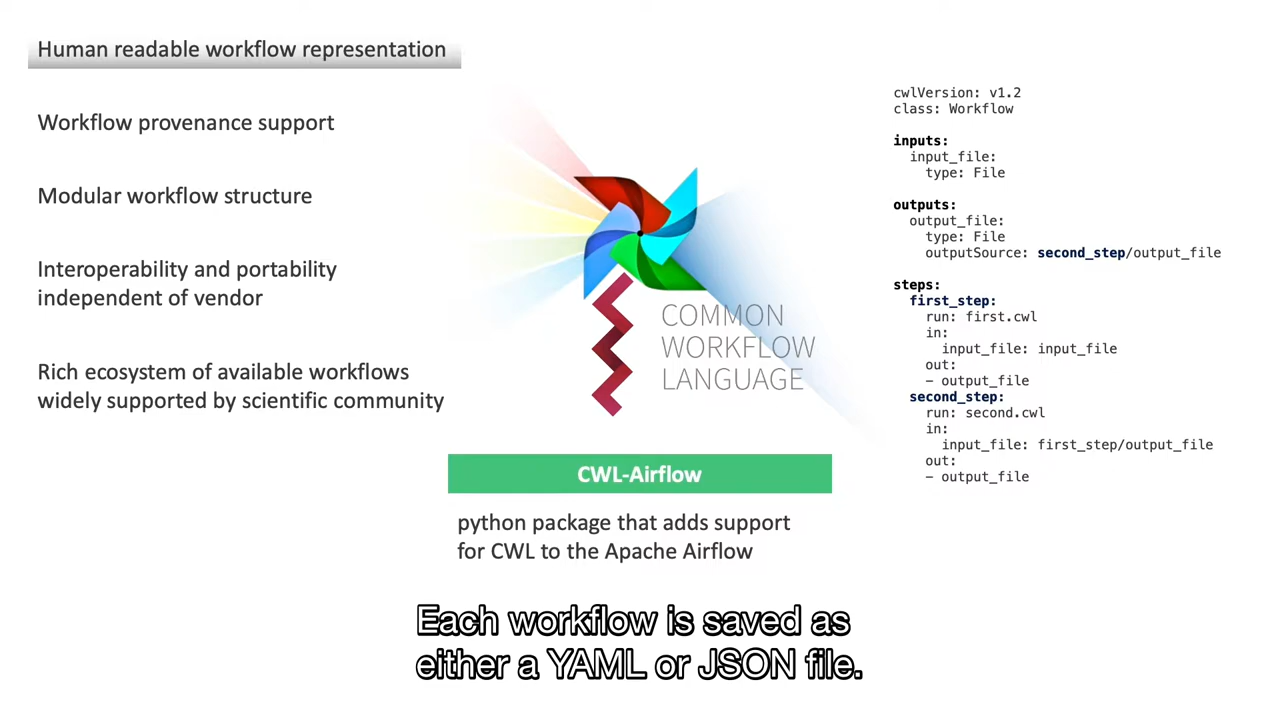 Human readable workflow representation
Workflow provenance support
Modular workflow structure
Interoperability and portability
independent of vendor
Rich ecosystem of available workflows
widely supported by scientific community
COMMON
WORKFLOW
LANGUAGE
CWL-Airflow
python package that adds support
for CWL to the Apache Airflow
cwlVersion: v1.2
class: Workflow
inputs:
input_file:
type: File
outputs:
output_file:
type: File
outputSource: second_step/output_file
steps:
first_step:
run: first.cwl
in:
input_file: input_file
out:
- output_file
second_step:
run: second.cwl
in:
input_file: first_step/output_file
out:
- output_file
Each workflow is saved as
either a YAML or JSON file.